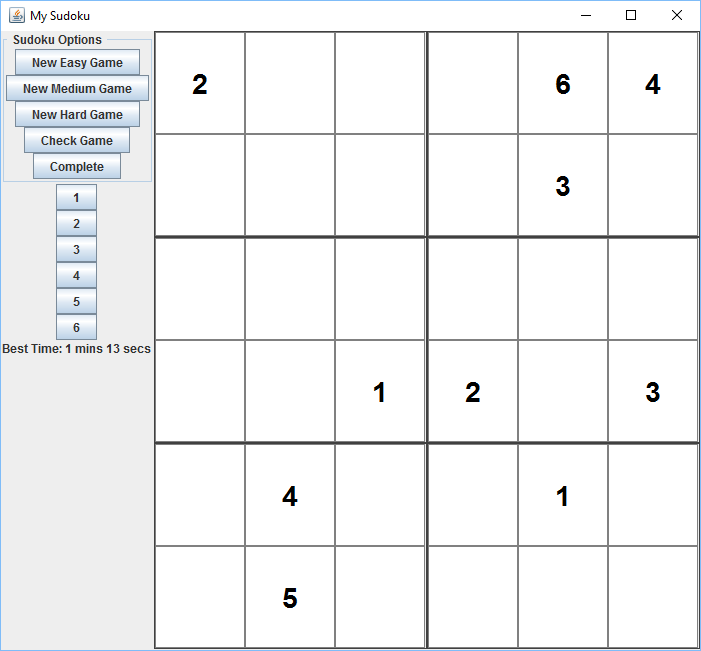 My Sudoku
Sudoku Options
New Easy Game
New Medium Game
New Hard Game
Check Game
Complete
1
2
3
4
5
6
Best Time: 1 mins 13 secs
2 6 4
3
1 2 3
4 1
5